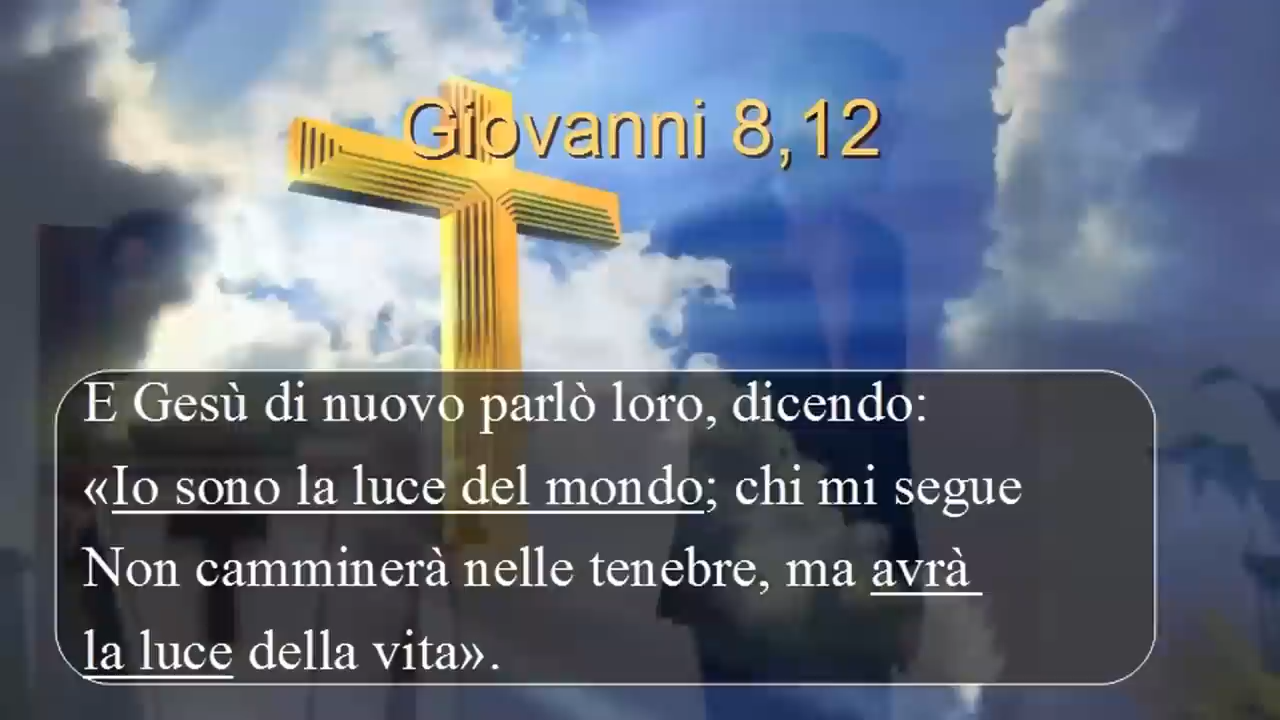 Giovanni 8,12
E Gesù di nuovo parlò loro, dicendo:
«Io sono la luce del mondo; chi mi segue
Non camminerà nelle tenebre, ma avrà
la luce della vita».